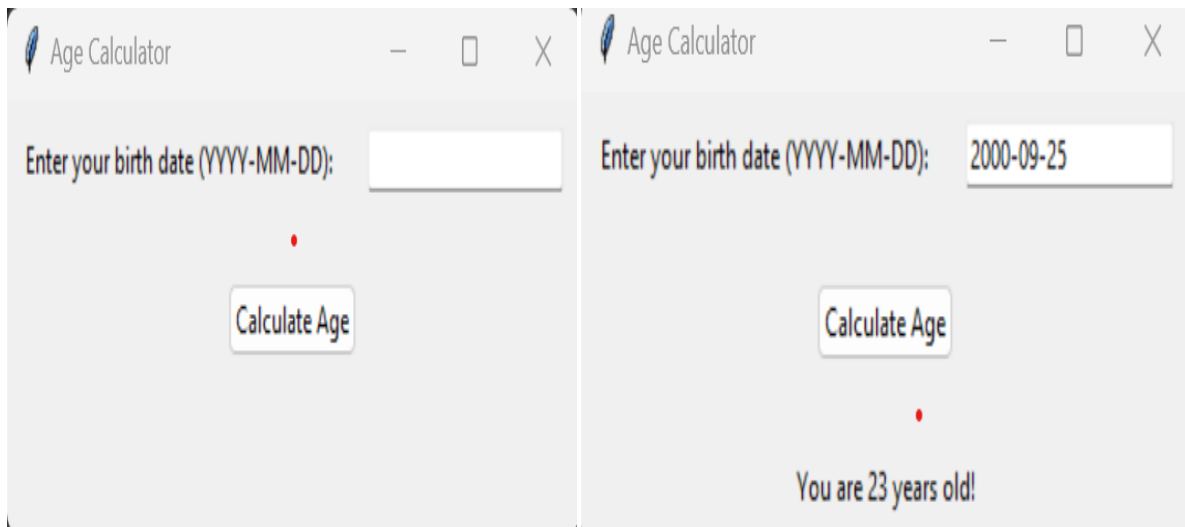 Age Calculator
Enter your birth date (YYYY-MM-DD):
Calculate Age
Age Calculator
Enter your birth date (YYYY-MM-DD): 2000-09-25
Calculate Age
You are 23 years old!